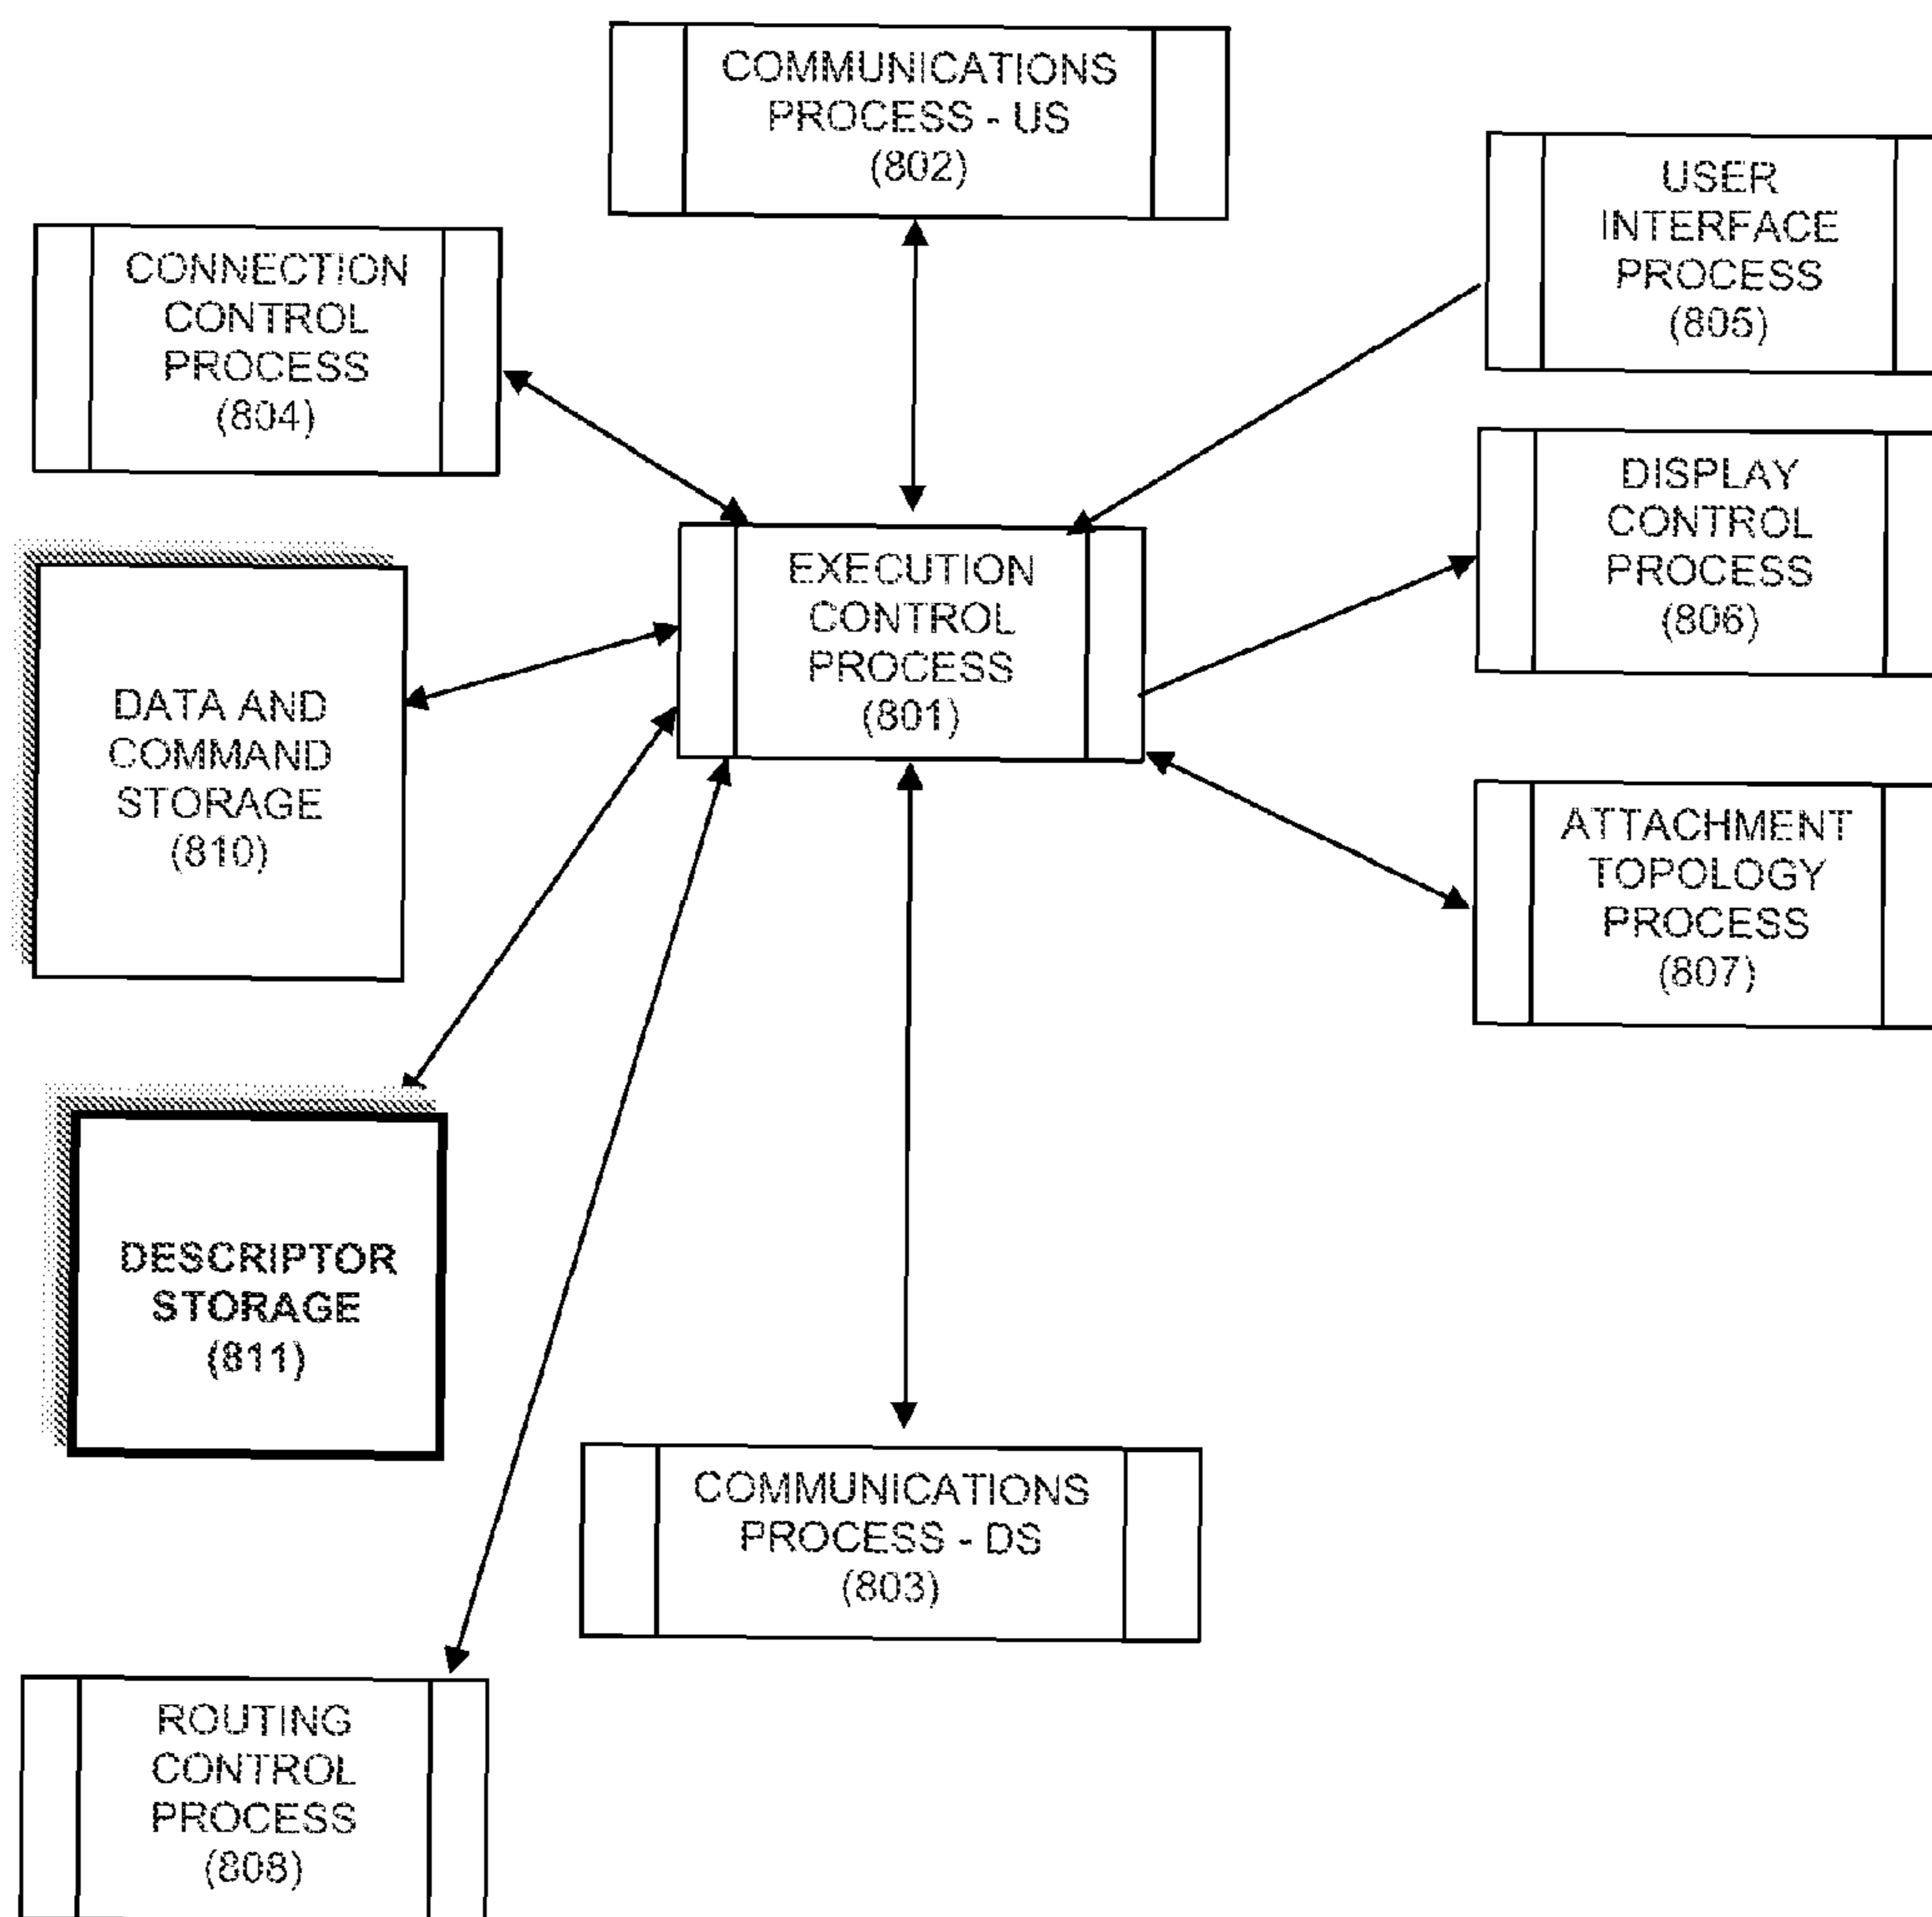 COMMUNICATIONS
PROCESS - US
(802)
USER
INTERFACE
PROCESS
(805)
CONNECTION
CONTROL
PROCESS
(804)
DISPLAY
CONTROL
PROCESS
(806)
EXECUTION
CONTROL
PROCESS
(801)
DATA AND
COMMAND
STORAGE
(810)
ATTACHMENT
TOPOLOGY
PROCESS
(807)
DESCRIPTOR
STORAGE
(811)
COMMUNICATIONS
PROCESS - DS
(803)
ROUTING
CONTROL
PROCESS
(808)